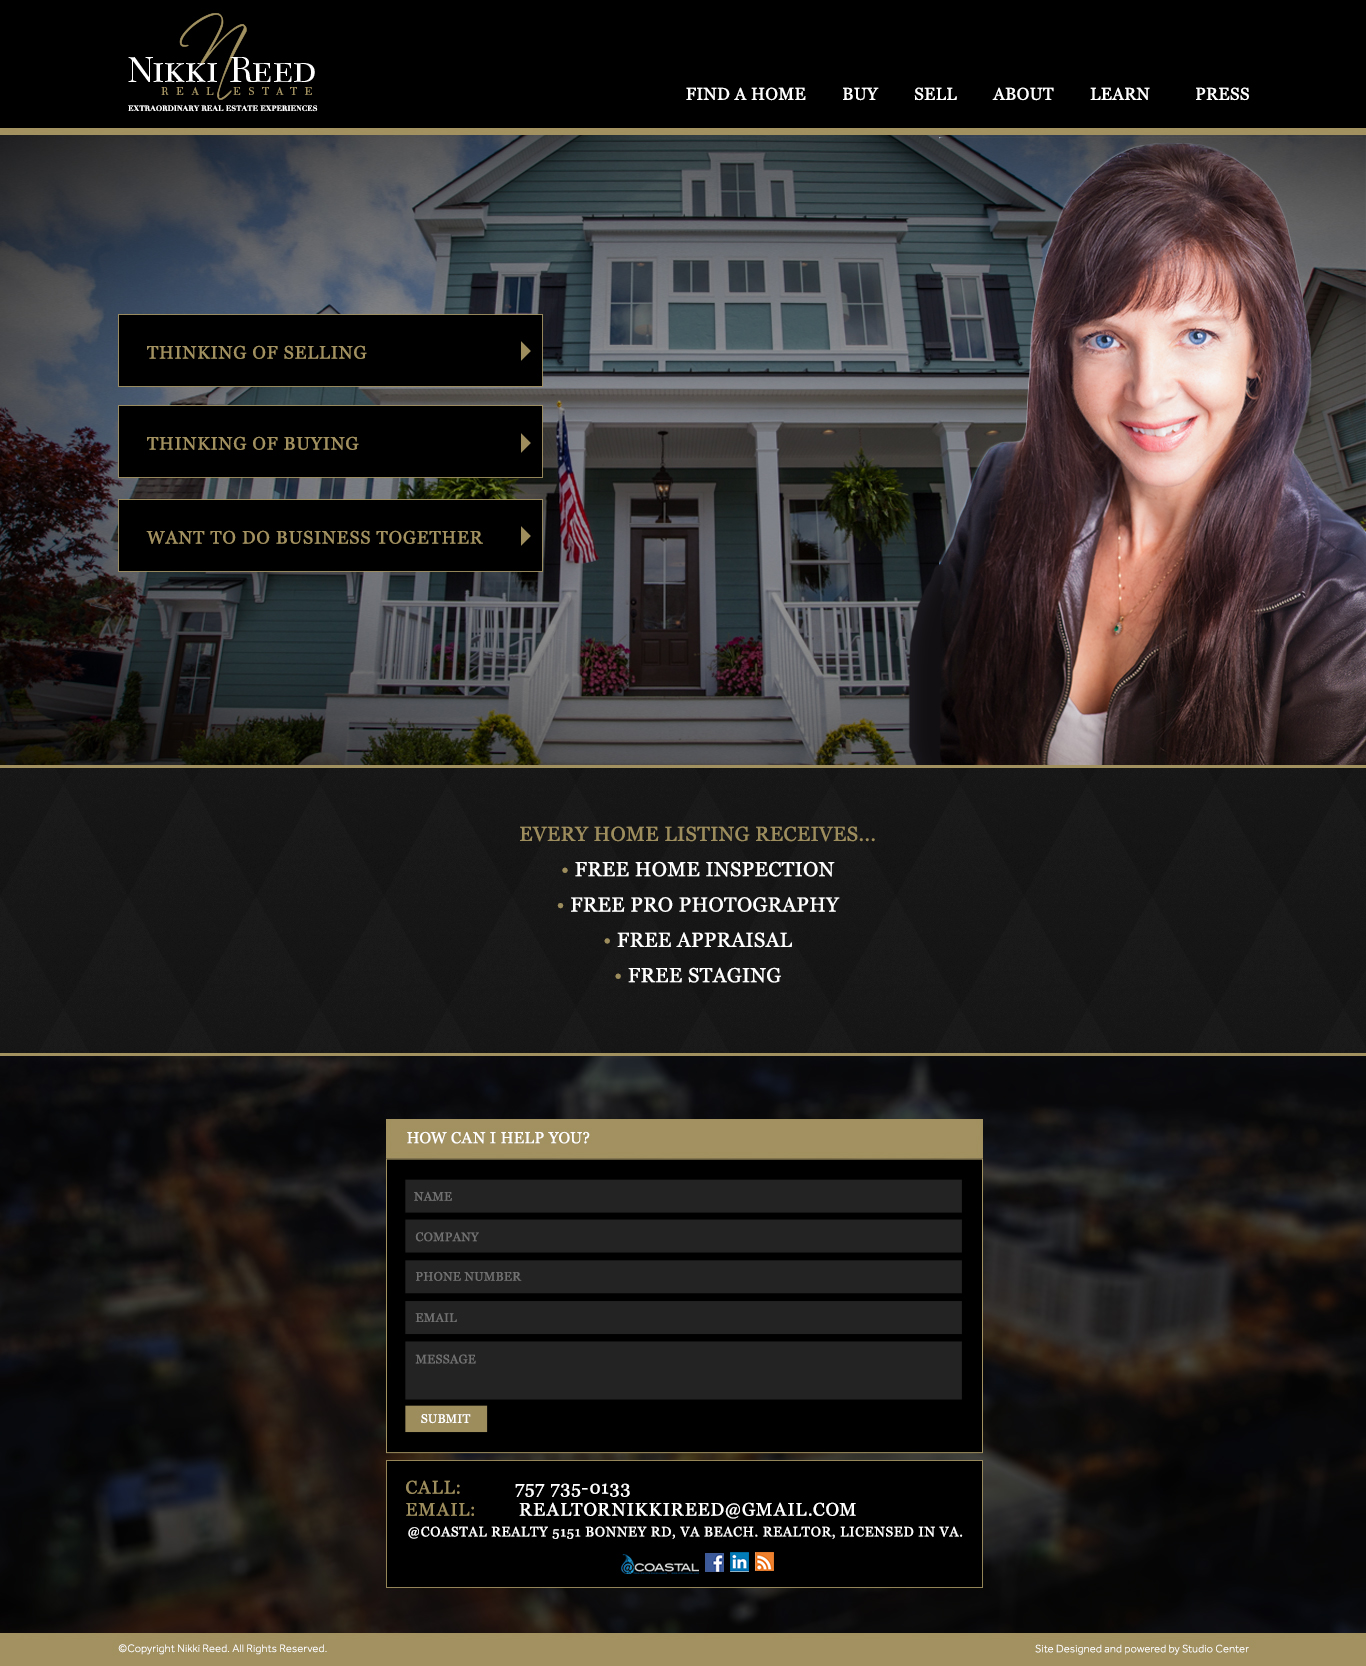 NIKKI REED
REAL ESTATE
EXTRAORDINARY REAL ESTATE EXPERIENCES
FIND A HOME BUY SELL ABOUT LEARN PRESS
THINKING OF SELLING
THINKING OF BUYING
WANT TO DO BUSINESS TOGETHER
EVERY HOME LISTING RECEIVES...
• FREE HOME INSPECTION
• FREE PRO PHOTOGRAPHY
• FREE APPRAISAL
• FREE STAGING
HOW CAN I HELP YOU?
NAME
COMPANY
PHONE NUMBER
EMAIL
MESSAGE
SUBMIT
CALL: 757 735-0133
EMAIL: REALTORNIKKIREED@GMAIL.COM
@COASTAL REALTY 5151 BONNEY RD, VA BEACH. REALTOR, LICENSED IN VA.
@COASTAL f in
©Copyright Nikki Reed. All Rights Reserved.
Site Designed and powered by Studio Center